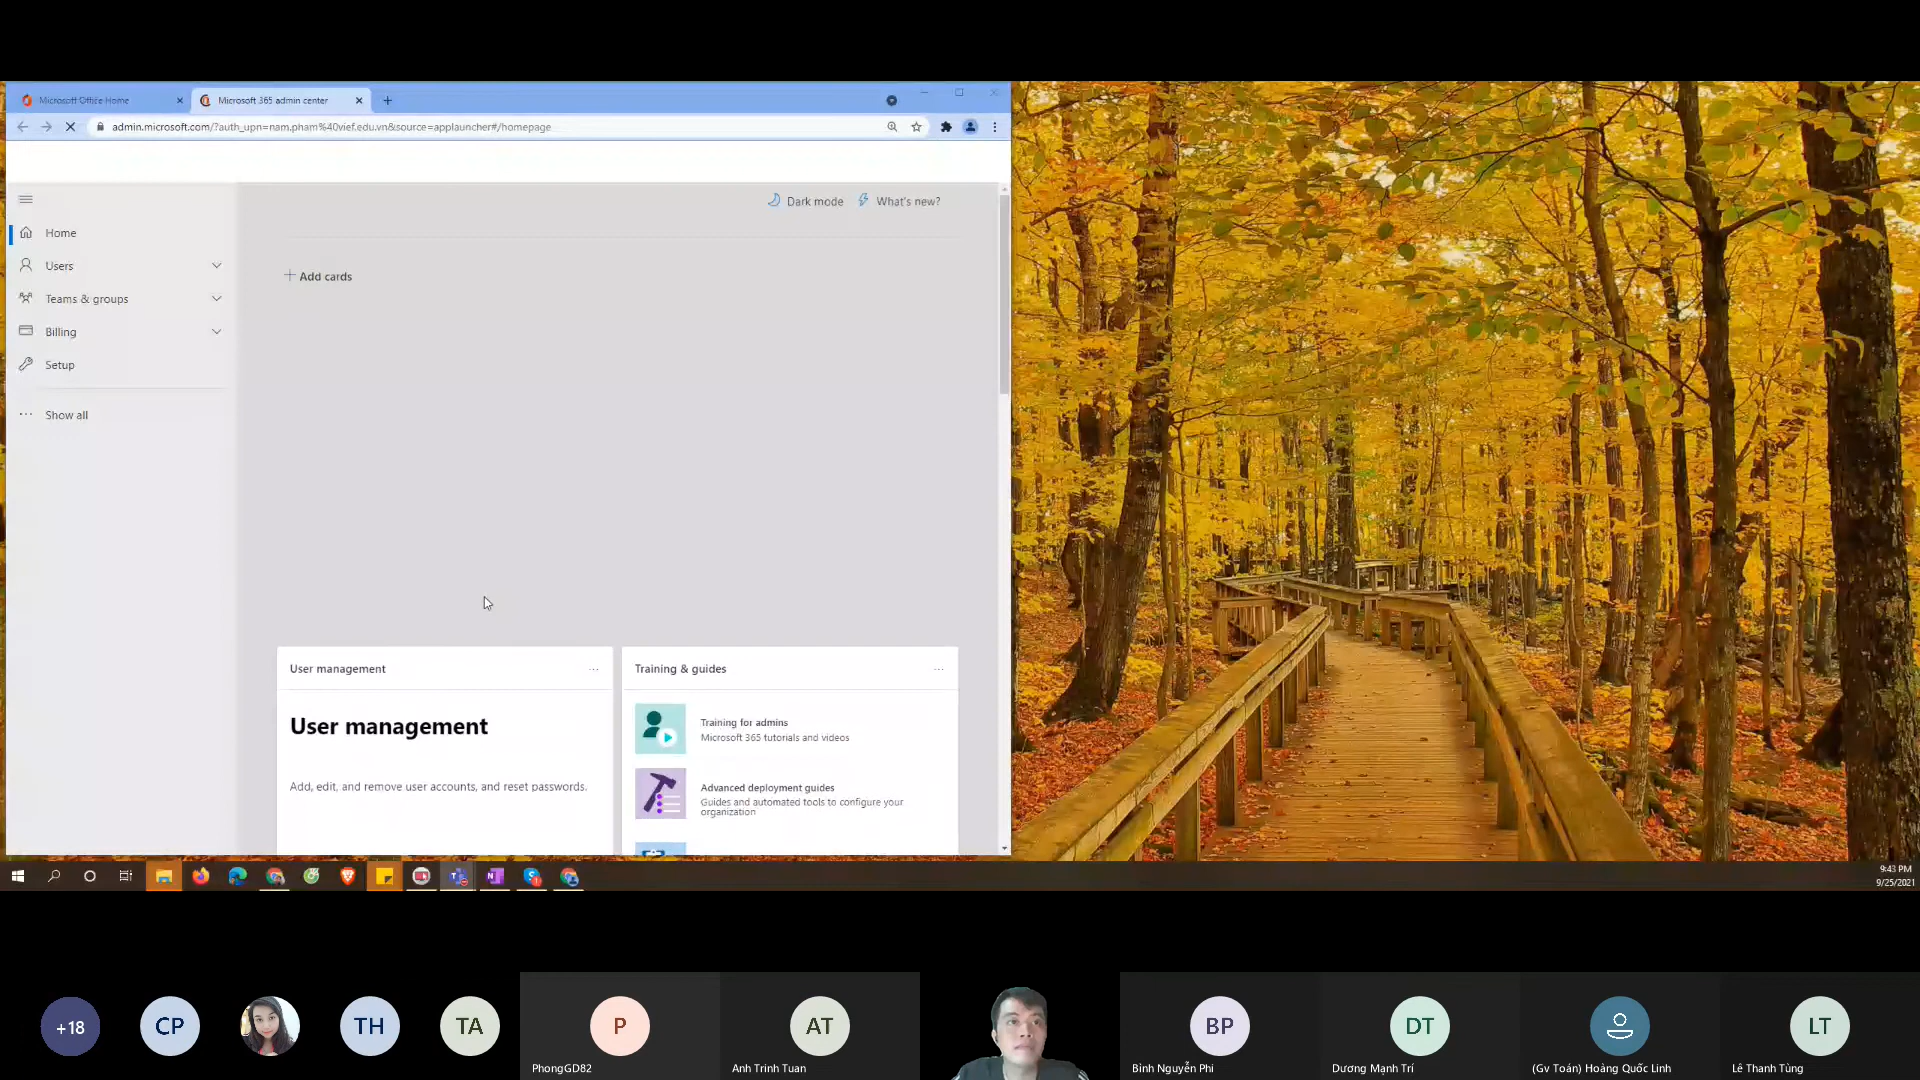 Microsoft Office Home
Microsoft 365 admin center
admin.microsoft.com/?auth_upn=nam.pham%40vief.edu.vn&source=applauncher#/homepage
Dark mode
What's new?
Home
Users
Teams & groups
Billing
Setup
Show all
Add cards
User management
User management
Add, edit, and remove user accounts, and reset passwords.
Training & guides
Training for admins
Microsoft 365 tutorials and videos
Advanced deployment guides
Guides and automated tools to configure your
organization
9:43 PM
9/25/2021
+18
CP
TH
TA
P
PhongGD82
AT
Anh Trinh Tuan
BP
Bình Nguyễn Phi
DT
Dương Mạnh Trí
(Gv Toán) Hoàng Quốc Linh
LT
Lê Thanh Tùng